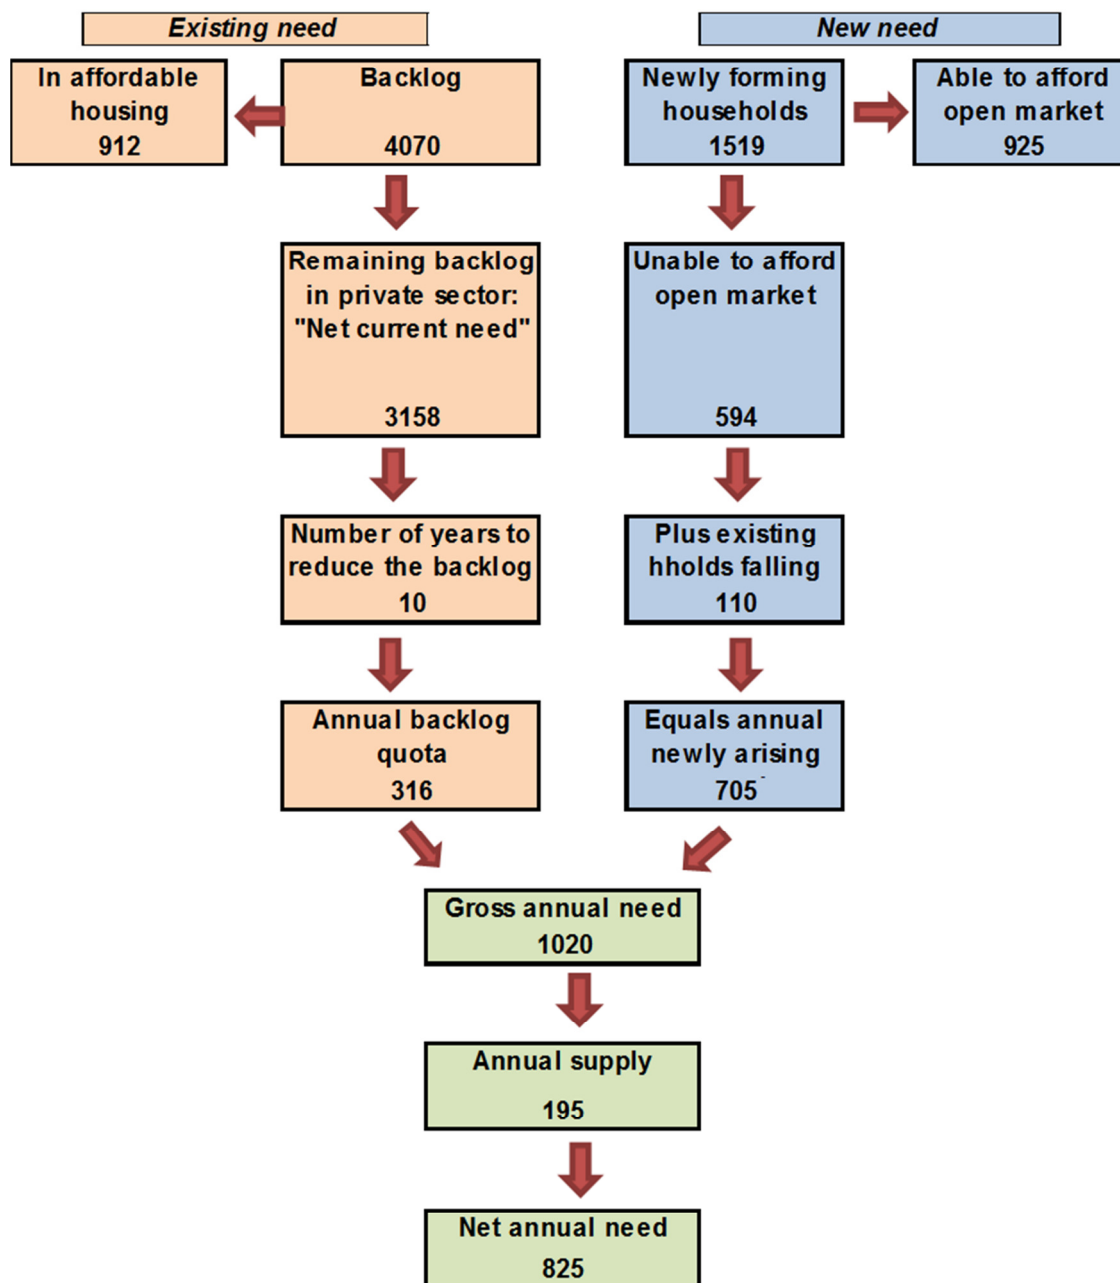 Existing need
New need
In affordable
housing
912
Backlog
4070
Newly forming
households
1519
Able to afford
open market
925
Remaining backlog
in private sector:
"Net current need"
3158
Unable to afford
open market
594
Number of years to
reduce the backlog
10
Plus existing
hholds falling
110
Annual backlog
quota
316
Equals annual
newly arising
705
Gross annual need
1020
Annual supply
195
Net annual need
825